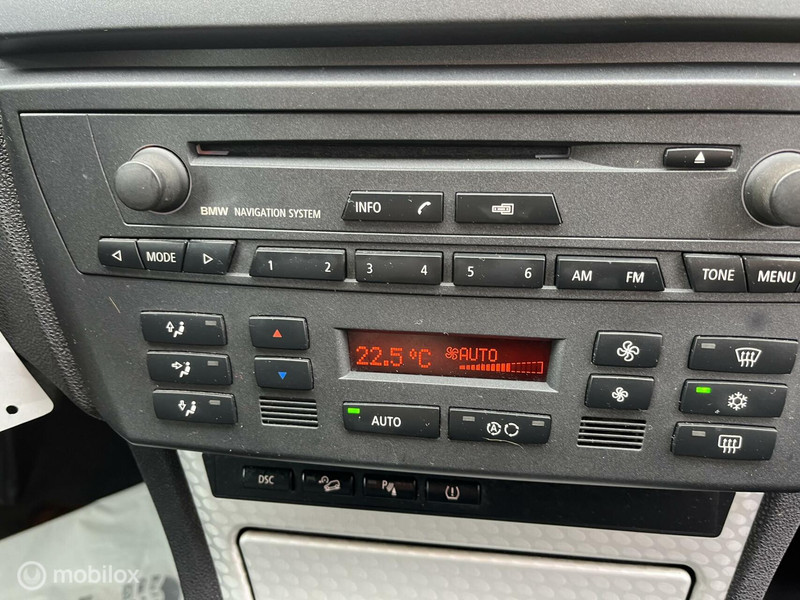 BMW NAVIGATION SYSTEM
INFO
MODE
1 2
3 4
5 6
AM FM
TONE
MENU
22.5°C AUTO
AUTO
A
DSC
P
mobilox